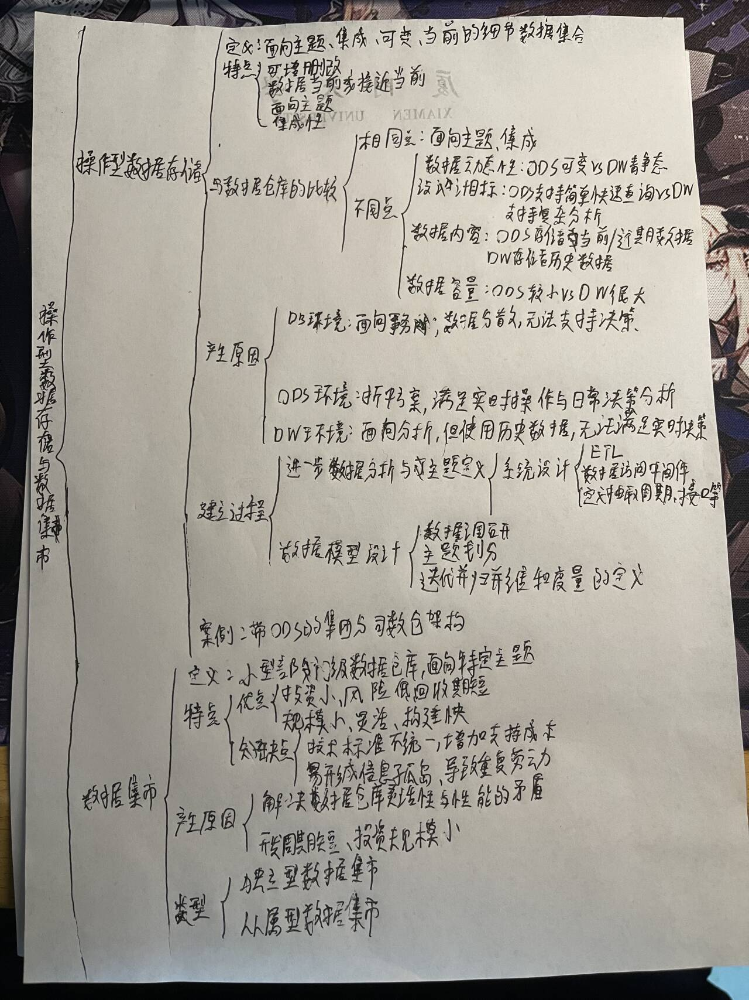 定义：面向主题、集成、可变、当前的细节数据集合
特点
可增删改
数据当前或接近当前
面向主题
集成性
厦
XIAMEN UNIVERSIT
操作型数据存储
与数据仓库的比较
相同点：面向主题、集成
不同点
数据动态性：ODS可变vsDW静态
设计目标：ODS支持简单快速查询vsDW
支持复杂分析
数据内容：ODS存储当前/近期数据
DW存储历史数据
数据容量：ODS较小vsDW很大
产生原因
DB环境：面向事务；数据分散，无法支持决策
ODS环境：折中方案，满足实时操作与日常决策分析
DW环境：面向分析，但使用历史数据，无法满足实时决策
建立过程
进一步数据分析与主题定义
系统设计
ETL
数据访问中间件
定义抽取周期、接口等
数据模型设计
数据调研
主题划分
迭代并归并维和度量的定义
案例：带ODS的集团公司数仓架构
操作型数据存储与数据集市
数据集市
定义：小型部门级数据仓库，面向特定主题
特点
优点
投资小、风险低回收期短
规模小、灵活、构建快
缺点
技术标准不统一，增加支持成本
易形成信息孤岛、导致重复劳动
产生原因
解决数据仓库灵活性与性能的矛盾
开发周期短、投资规模小
类型
独立型数据集市
从属型数据集市